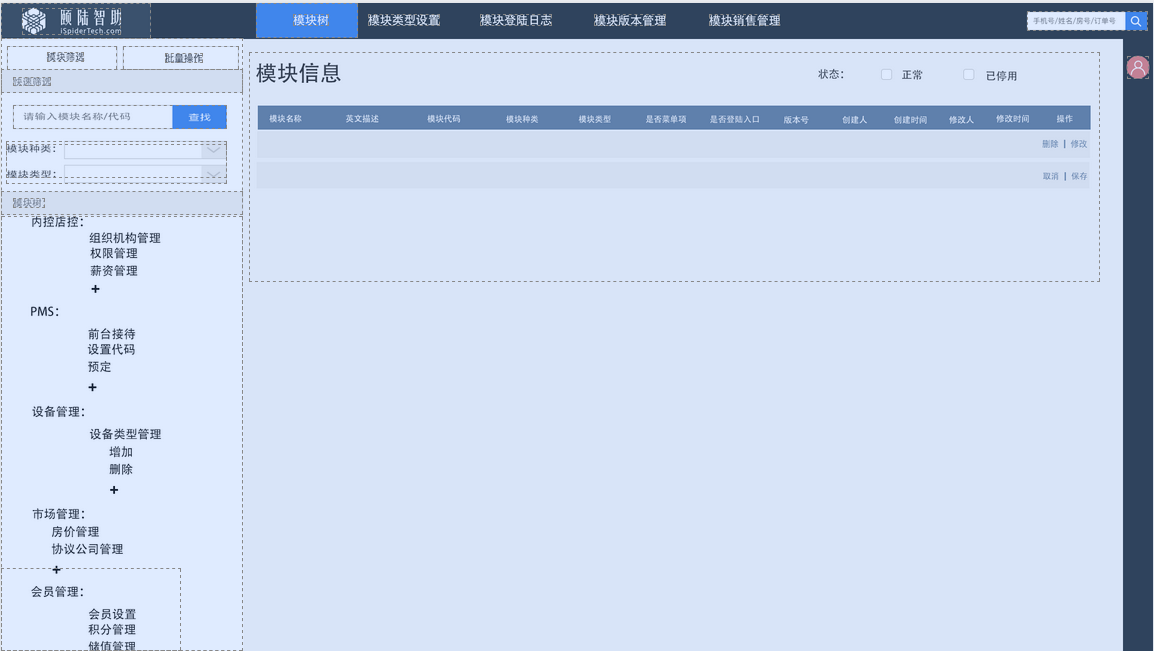 顾陆智助
iSpiderTech.com
模块树
模块类型设置
模块登陆日志
模块版本管理
模块销售管理
手机号/姓名/房号/订单号
模块筛选
批量操作
请输入模块名称/代码
查找
模块种类:
模块类型:
模块树
内控店控:
组织机构管理
权限管理
薪资管理
+
PMS:
前台接待
设置代码
预定
+
设备管理:
设备类型管理
增加
删除
+
市场管理:
房价管理
协议公司管理
+
会员管理:
会员设置
积分管理
储值管理
模块信息
状态:
正常
已停用
模块名称 英文描述 模块代码 模块种类 模块类型 是否菜单项 是否登陆入口 版本号 创建人 创建时间 修改人 修改时间 操作
删除 | 修改
取消 | 保存